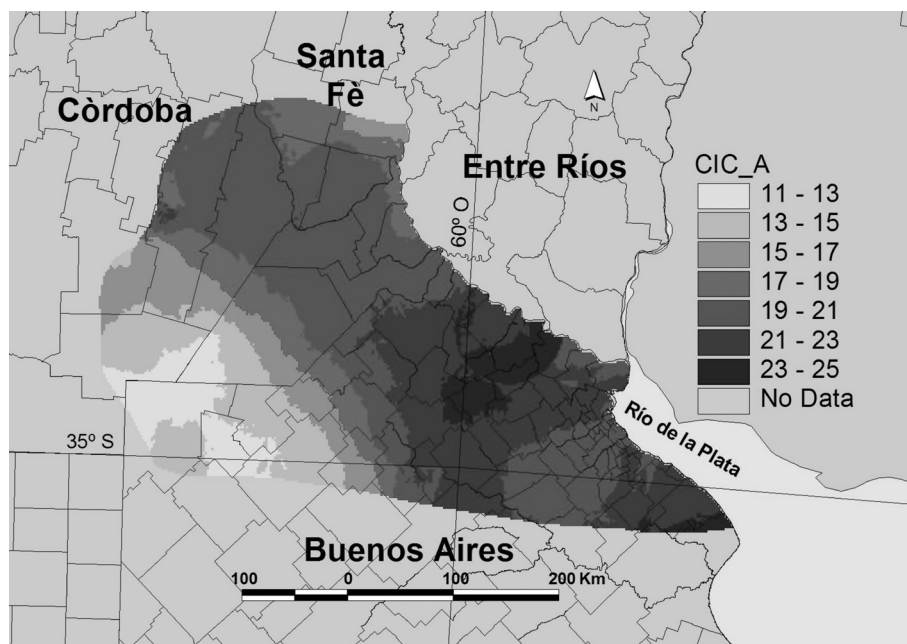 Santa
Fè
Còrdoba
N
Entre Ríos
60º O
CIC_A
11 - 13
13 - 15
15 - 17
17 - 19
19 - 21
21 - 23
23 - 25
No Data
Río de la Plata
35º S
Buenos Aires
100 0 100 200 Km